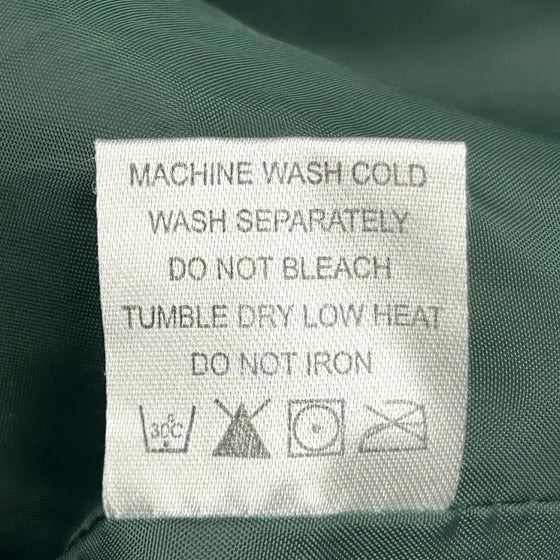 MACHINE WASH COLD
WASH SEPARATELY
DO NOT BLEACH
TUMBLE DRY LOW HEAT
DO NOT IRON
30°C